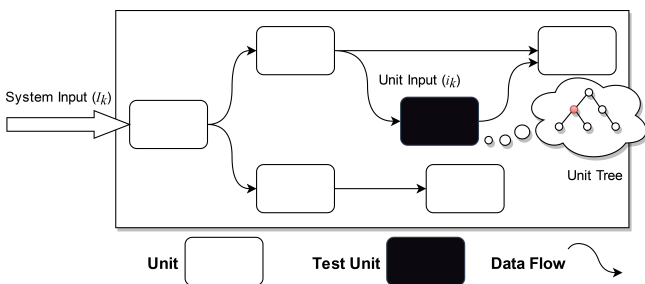 System Input (I_k)
Unit Input (i_k)
Unit Tree
Unit
Test Unit
Data Flow